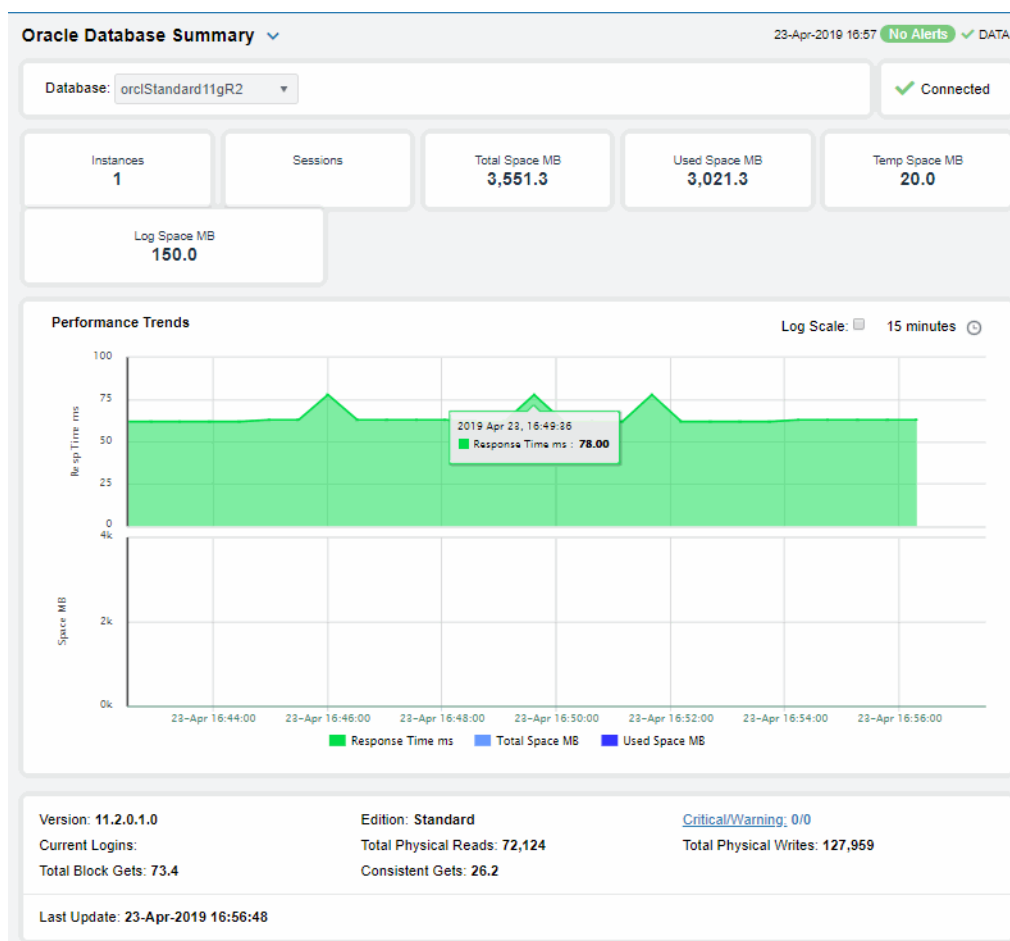 Oracle Database Summary
23-Apr-2019 16:57 No Alerts DATA
Database: orclStandard11gR2
Connected
Instances
1
Sessions
Total Space MB
3,551.3
Used Space MB
3,021.3
Temp Space MB
20.0
Log Space MB
150.0
Performance Trends
Log Scale: 15 minutes
100
75
50
25
0
Resp Time ms
2019 Apr 23, 16:49:36
Response Time ms : 78.00
4k
2k
0k
Space MB
23-Apr 16:44:00 23-Apr 16:46:00 23-Apr 16:48:00 23-Apr 16:50:00 23-Apr 16:52:00 23-Apr 16:54:00 23-Apr 16:56:00
Response Time ms Total Space MB Used Space MB
Version: 11.2.0.1.0 Edition: Standard Critical/Warning: 0/0
Current Logins: Total Physical Reads: 72,124 Total Physical Writes: 127,959
Total Block Gets: 73.4 Consistent Gets: 26.2
Last Update: 23-Apr-2019 16:56:48